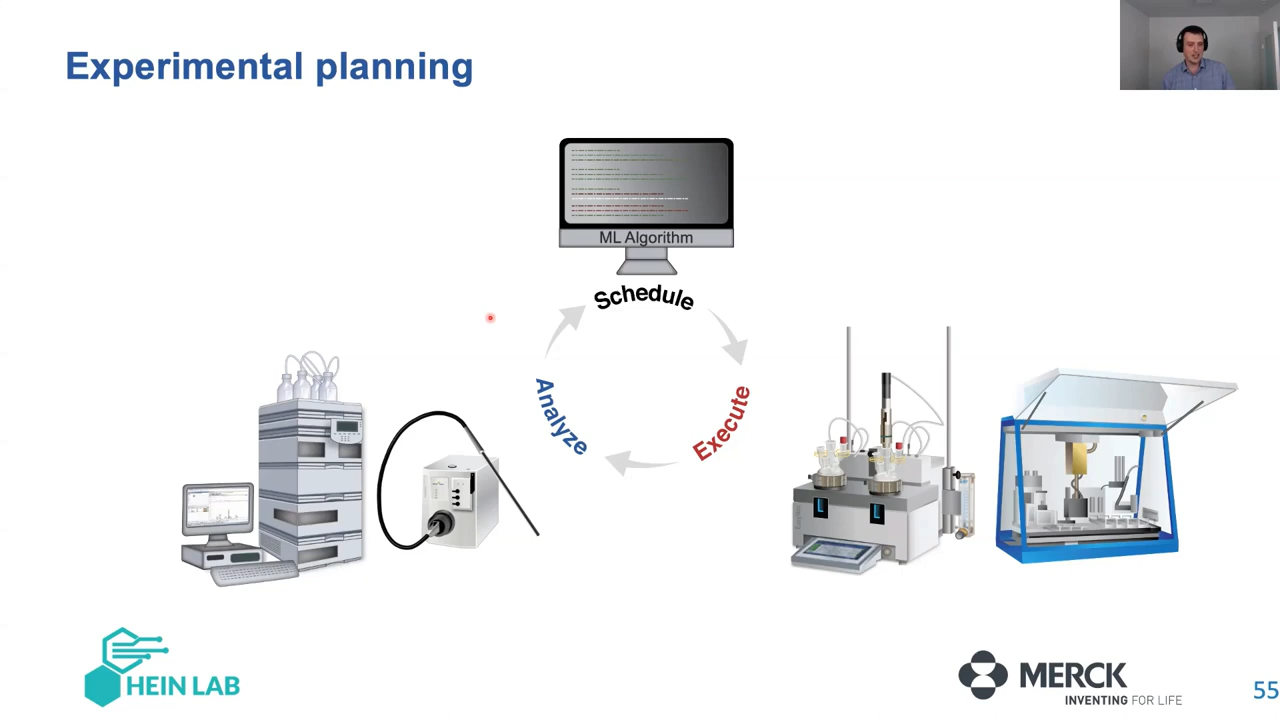 Experimental planning
ML Algorithm
Schedule
Analyze
Execute
HEIN LAB
MERCK
INVENTING FOR LIFE
55